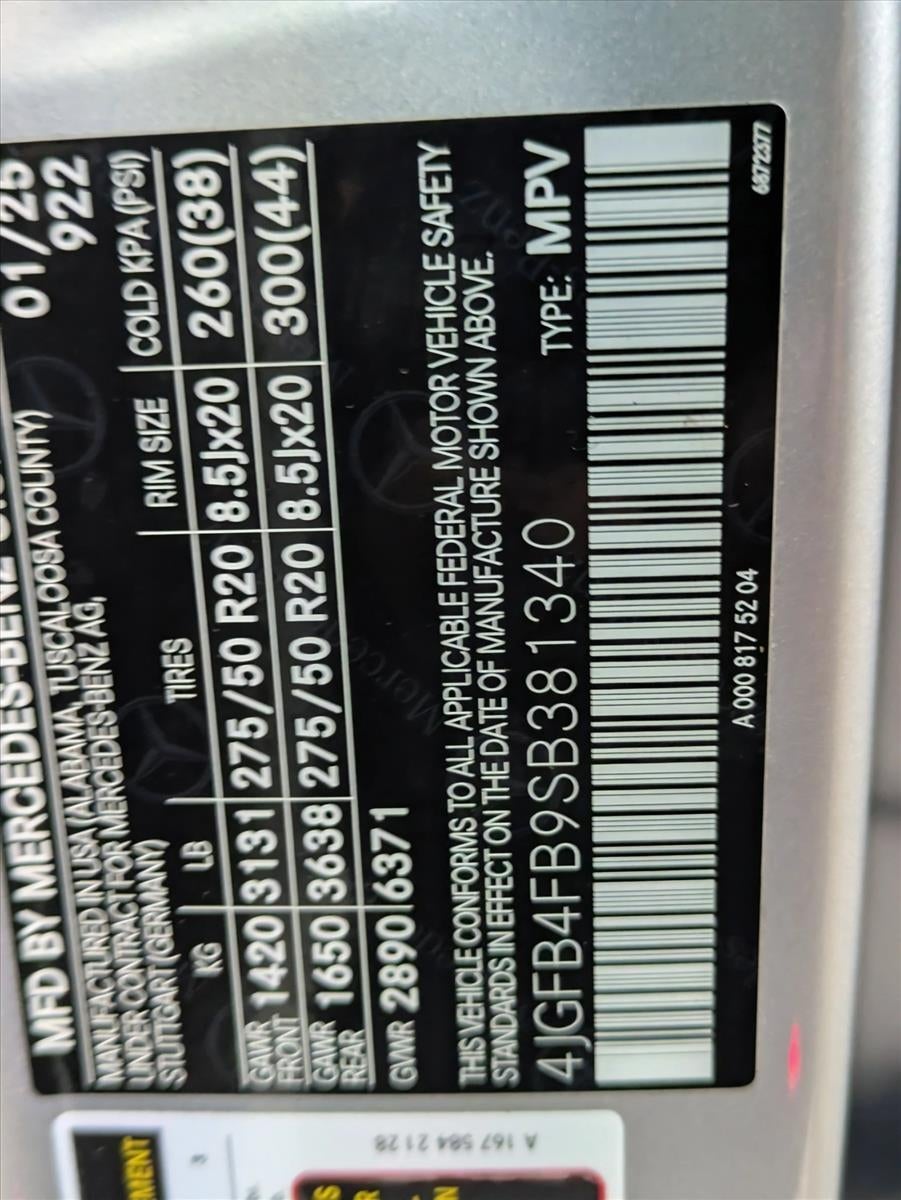 MFD BY MERCEDES-BENZ
01/25
MANUFACTURED IN USA (ALABAMA, TUSCALOOSA COUNTY)
922
UNDER CONTRACT FOR MERCEDES-BENZ AG,
STUTTGART (GERMANY)
KG LB TIRES RIM SIZE COLD KPA (PSI)
GAWR FRONT 1420 3131 275/50 R20 8.5Jx20 260(38)
GAWR REAR 1650 3638 275/50 R20 8.5Jx20 300(44)
GVWR 2890 6371
THIS VEHICLE CONFORMS TO ALL APPLICABLE FEDERAL MOTOR VEHICLE SAFETY
STANDARDS IN EFFECT ON THE DATE OF MANUFACTURE SHOWN ABOVE.
4JGFB4FB9SB381340 TYPE: MPV
A 000 817 52 04
6872377
A 167 584 21 28
MENT
3